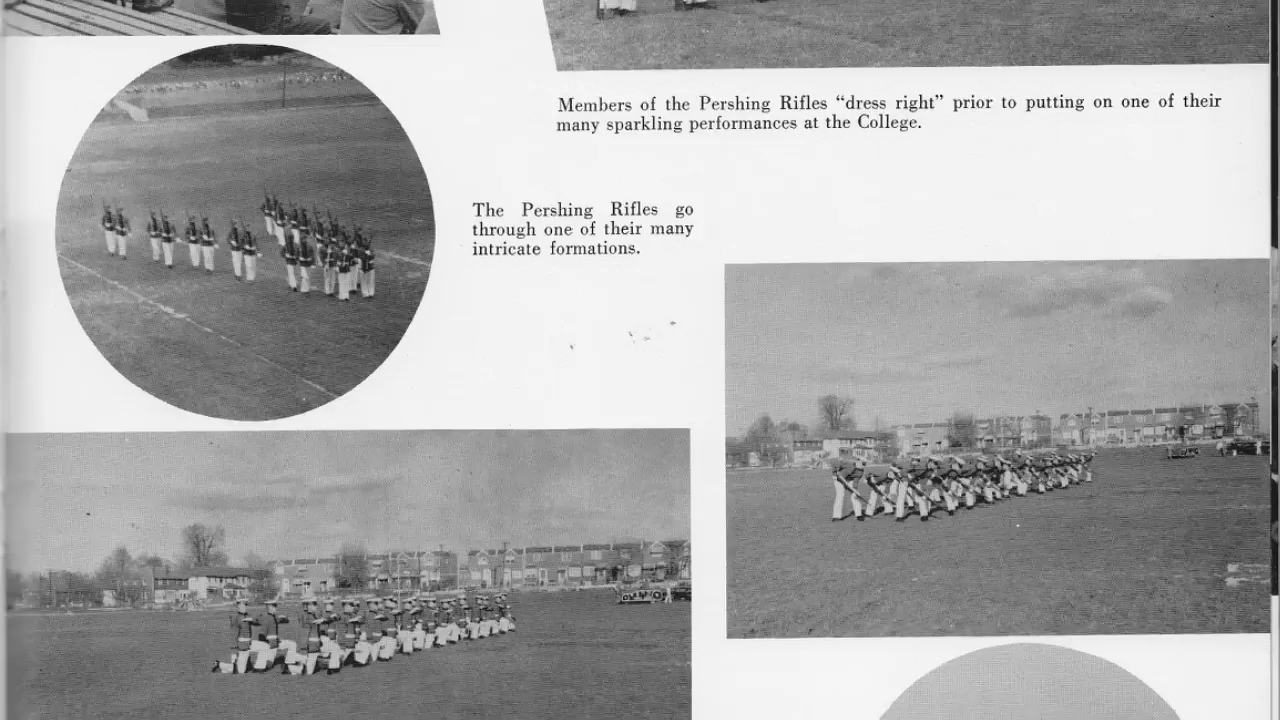 Members of the Pershing Rifles “dress right” prior to putting on one of their
many sparkling performances at the College.
The Pershing Rifles go
through one of their many
intricate formations.